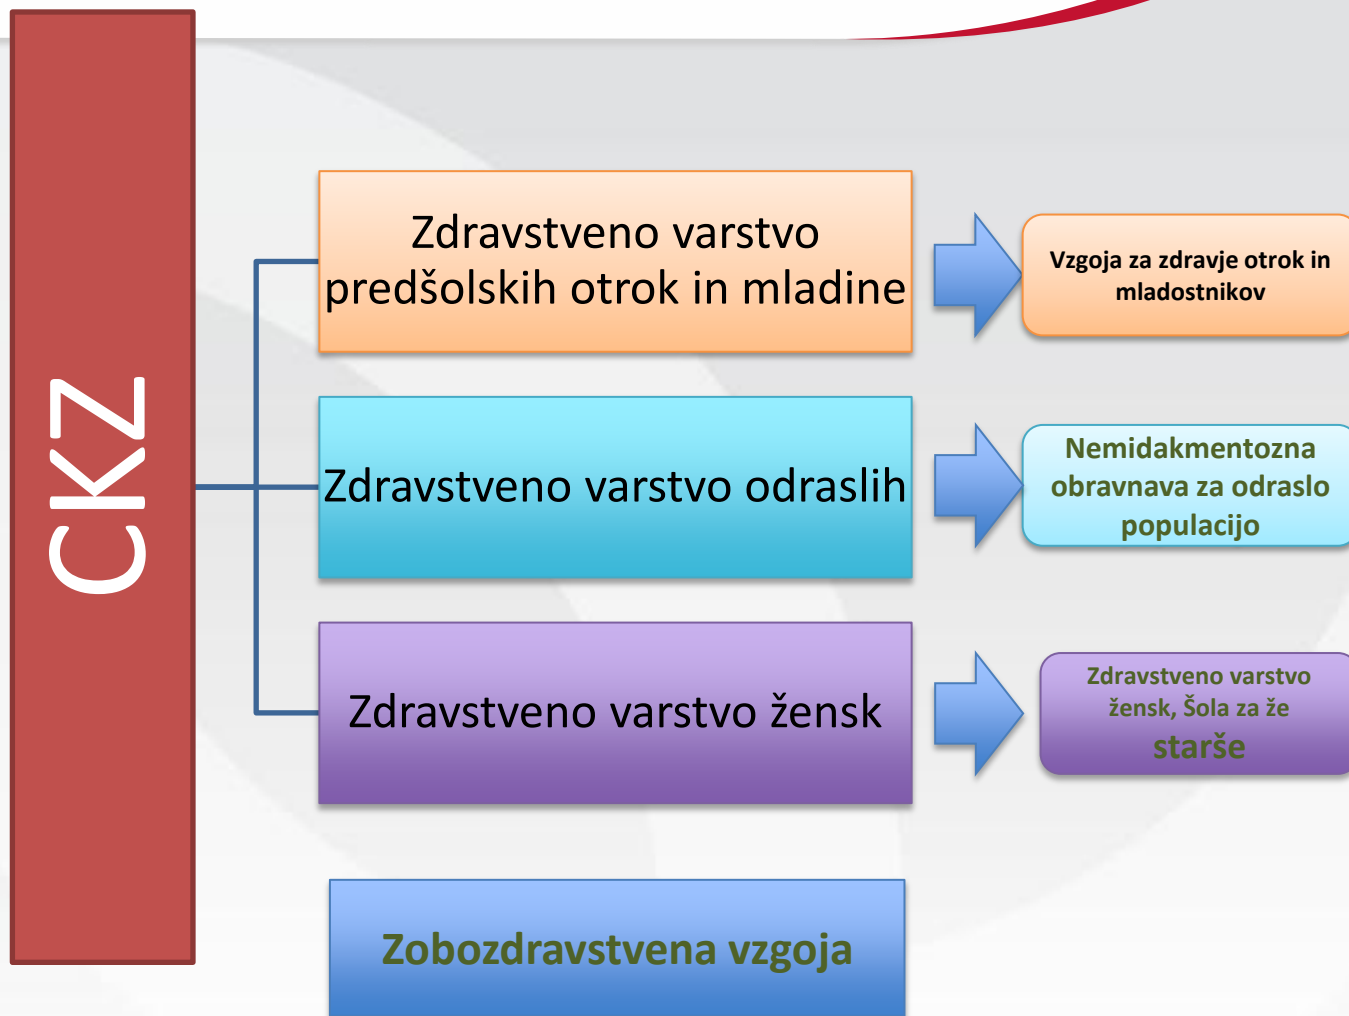 CKZ
Zdravstveno varstvo
predšolskih otrok in mladine
Vzgoja za zdravje otrok in
mladostnikov
Zdravstveno varstvo odraslih
Nemidakmentozna
obravnava za odraslo
populacijo
Zdravstveno varstvo žensk
Zdravstveno varstvo
žensk, Šola za že
starše
Zobozdravstvena vzgoja